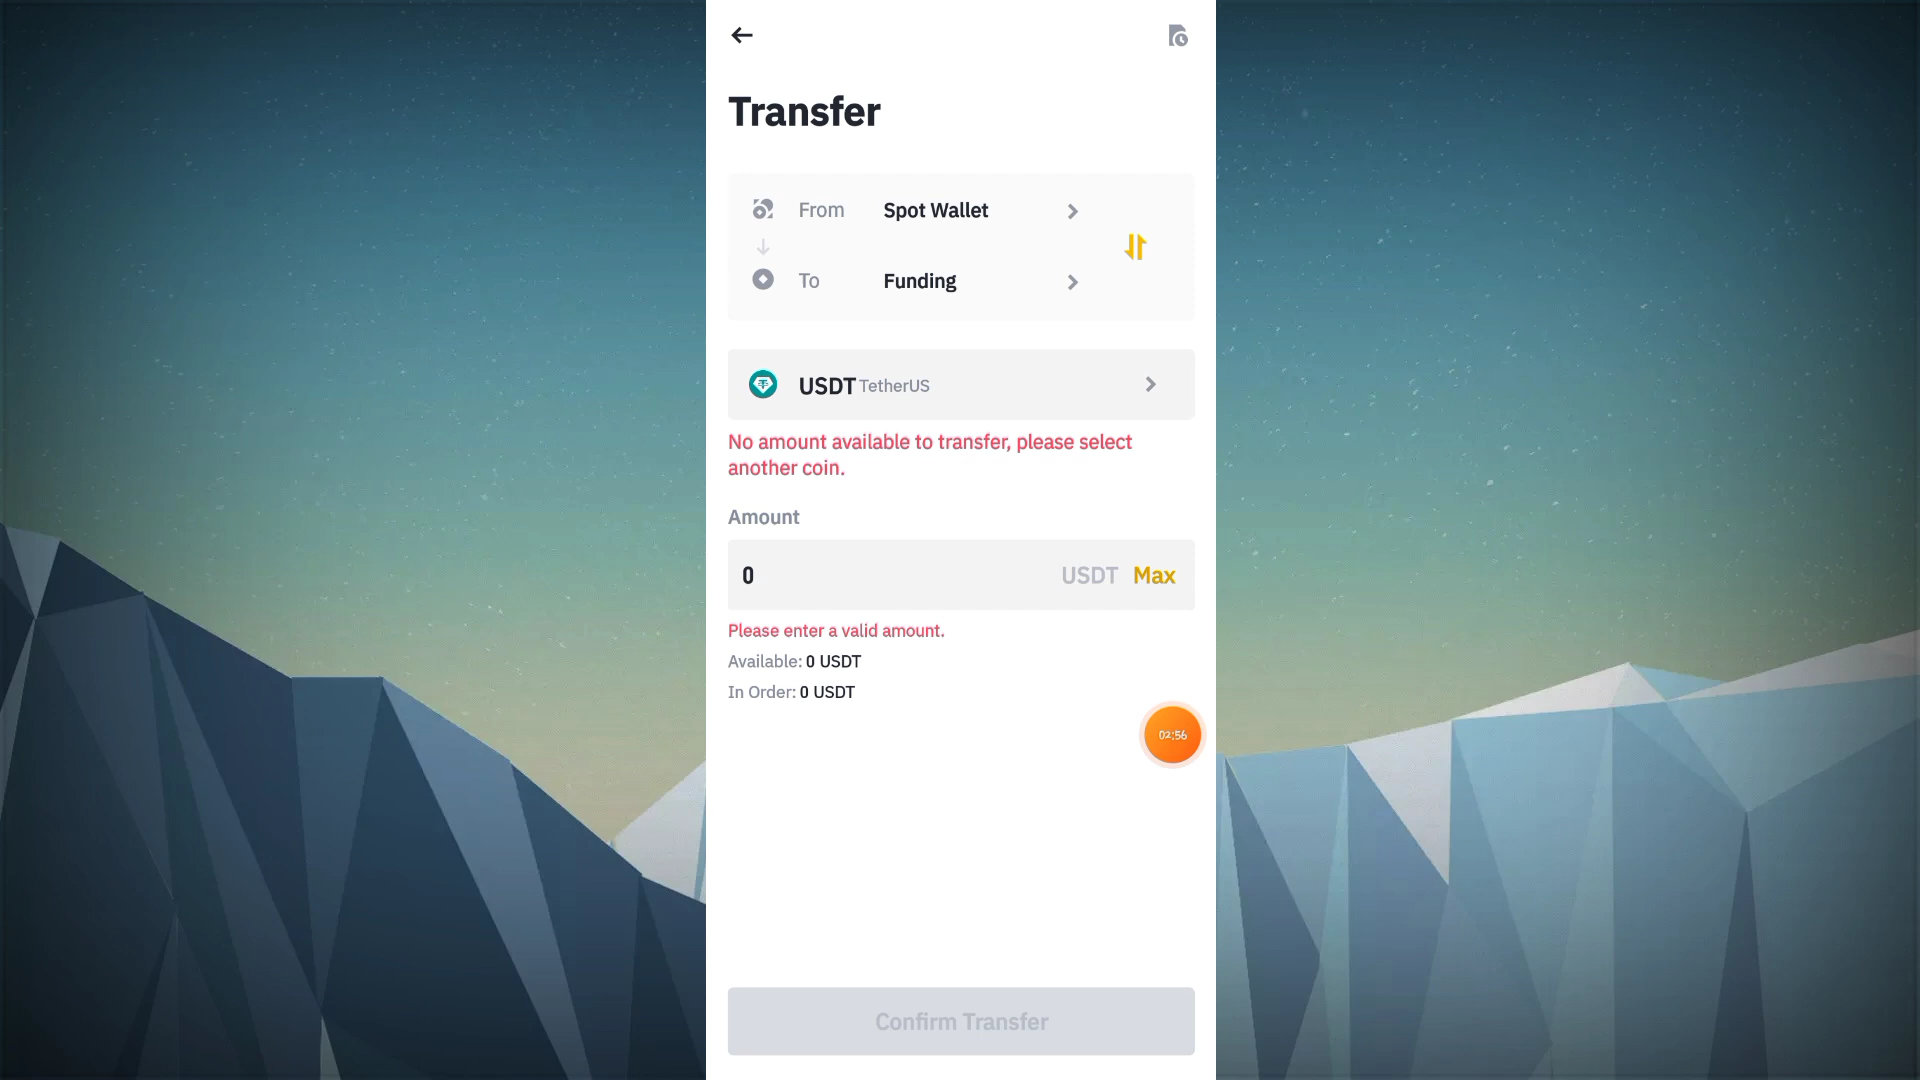 Transfer
From Spot Wallet
To Funding
USDT TetherUS
No amount available to transfer, please select
another coin.
Amount
0 USDT Max
Please enter a valid amount.
Available: 0 USDT
In Order: 0 USDT
02:56
Confirm Transfer